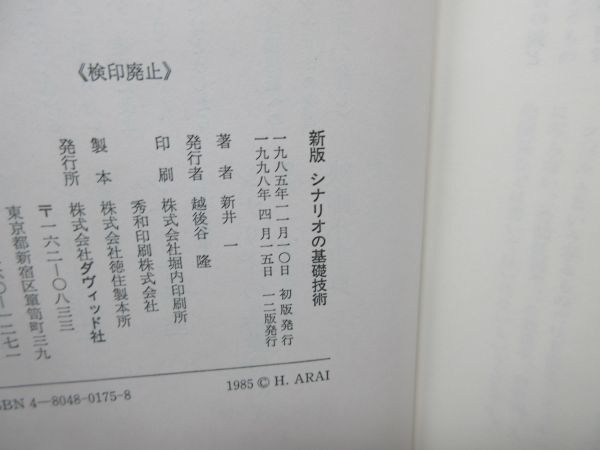 《検印廃止》
新版 シナリオの基礎技術
一九八五年一一月一〇日 初版発行
一九九八年 四月一五日 一二版発行
著者 新井 一
発行者 越後谷 隆
印刷 株式会社堀内印刷所
秀和印刷株式会社
製本 株式会社徳住製本所
発行所 株式会社ダヴィッド社
〒一六二―〇八三三
東京都新宿区箪笥町三九
一二七一
1985 © H. ARAI
ISBN 4—8048-0175-8